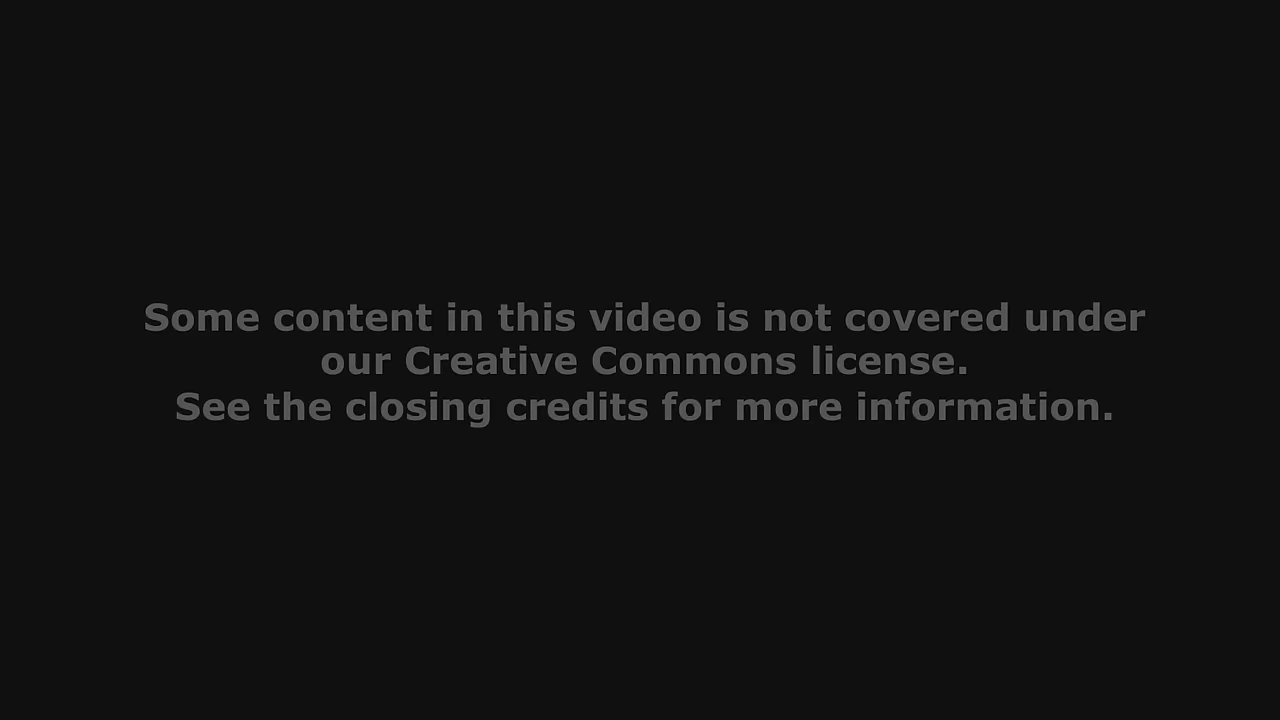 Some content in this video is not covered under
our Creative Commons license.
See the closing credits for more information.